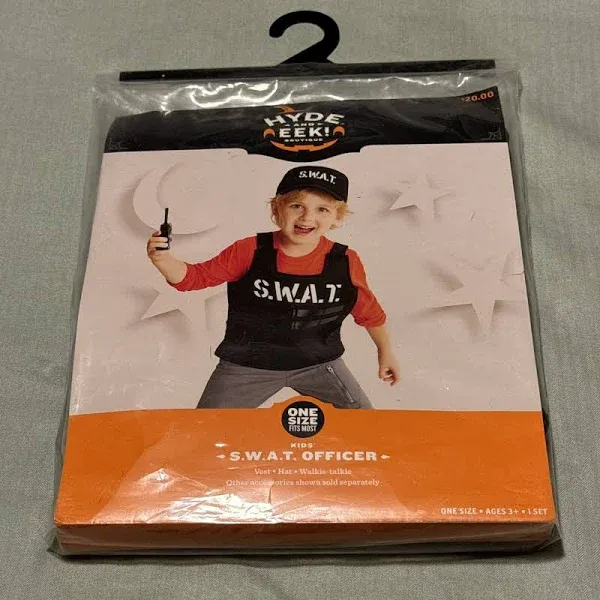 $20.00
HYDE
AND
EEK!
BOUTIQUE
S.W.A.T.
S.W.A.T.
ONE
SIZE
FITS MOST
KIDS'
S.W.A.T. OFFICER
Vest • Hat • Walkie-talkie
Other accessories shown sold separately
ONE SIZE • AGES 3+ • 1 SET